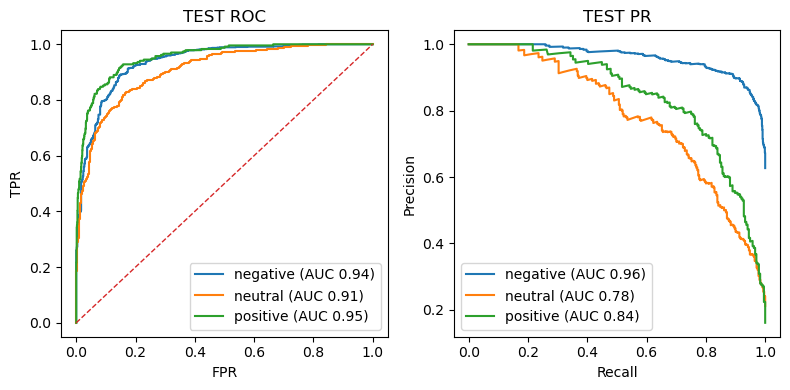 TEST ROC
1.0
0.8
0.6
0.4
0.2
0.0
TPR
0.0 0.2 0.4 0.6 0.8 1.0
FPR
negative (AUC 0.94)
neutral (AUC 0.91)
positive (AUC 0.95)
TEST PR
1.0
0.8
0.6
0.4
0.2
Precision
0.0 0.2 0.4 0.6 0.8 1.0
Recall
negative (AUC 0.96)
neutral (AUC 0.78)
positive (AUC 0.84)